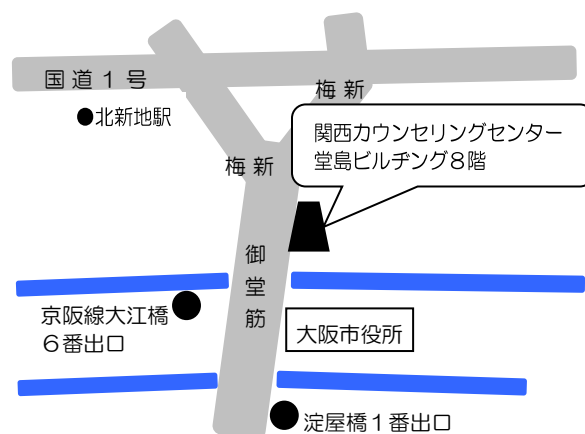 国道１号
梅新
●北新地駅
関西カウンセリングセンター
堂島ビルヂング８階
梅新
御堂筋
京阪線大江橋
６番出口
大阪市役所
淀屋橋１番出口